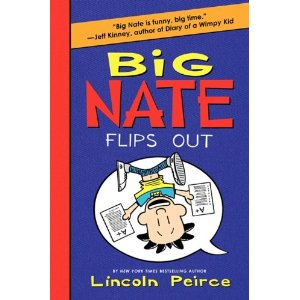 "Big Nate is funny, big time."
—Jeff Kinney, author of Diary of a Wimpy Kid
BiG
NATE
FLIPS OUT
BY NEW YORK TIMES BESTSELLING AUTHOR
Lincoln Peirce